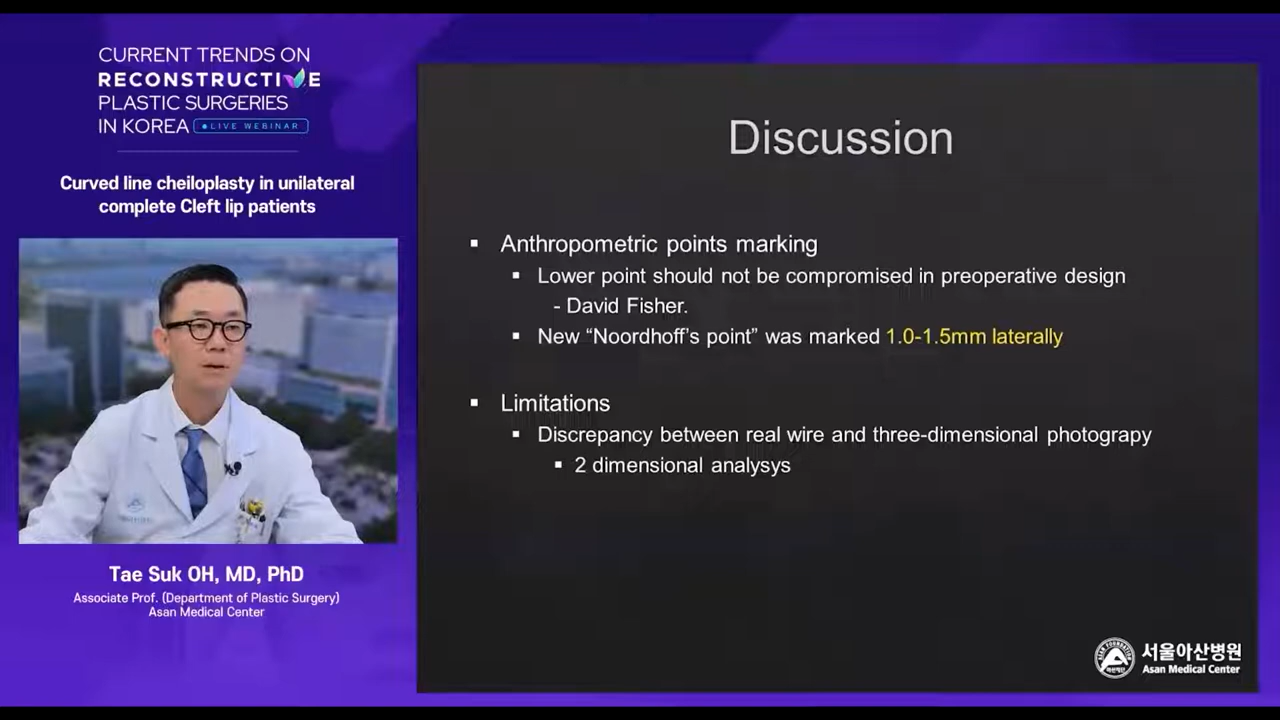 CURRENT TRENDS ON
RECONSTRUCTIVE
PLASTIC SURGERIES
IN KOREA LIVE WEBINAR
Curved line cheiloplasty in unilateral
complete Cleft lip patients
Tae Suk OH, MD, PhD
Associate Prof. (Department of Plastic Surgery)
Asan Medical Center
Discussion
▪ Anthropometric points marking
▪ Lower point should not be compromised in preoperative design
- David Fisher.
▪ New “Noordhoff’s point” was marked 1.0-1.5mm laterally
▪ Limitations
▪ Discrepancy between real wire and three-dimensional photograpy
▪ 2 dimensional analysys
서울아산병원
Asan Medical Center